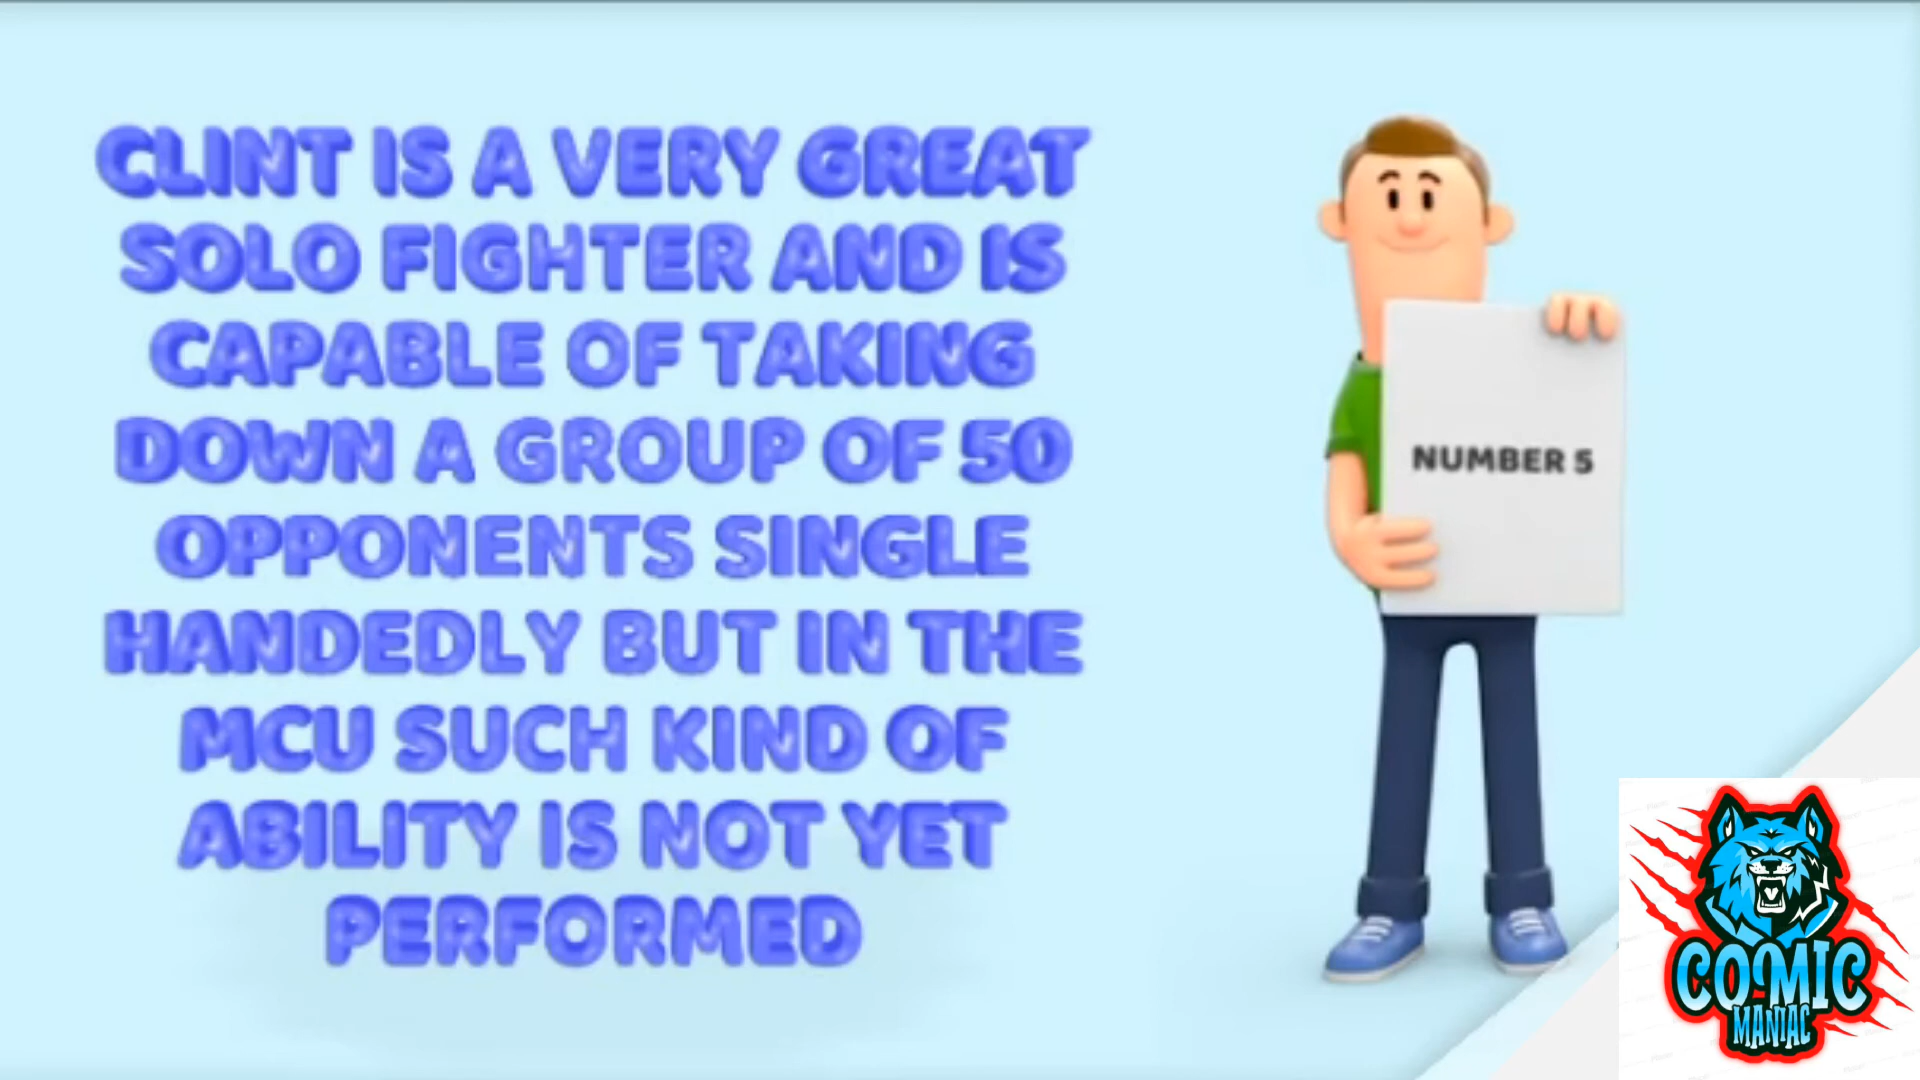 CLINT IS A VERY GREAT
SOLO FIGHTER AND IS
CAPABLE OF TAKING
DOWN A GROUP OF 50
OPPONENTS SINGLE
HANDEDLY BUT IN THE
MCU SUCH KIND OF
ABILITY IS NOT YET
PERFORMED
NUMBER 5
COMIC
MANIAC